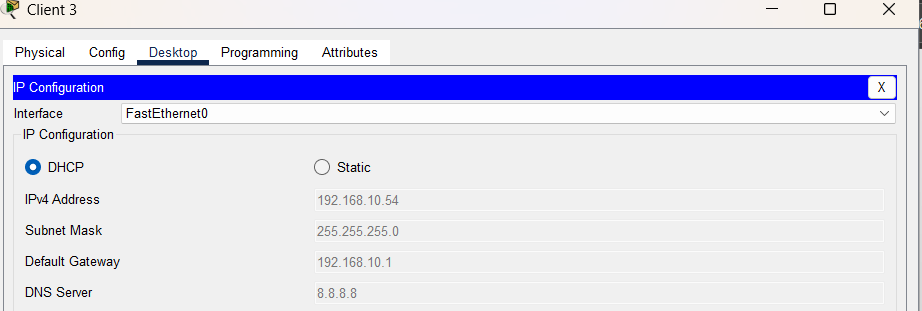 Client 3
Physical Config Desktop Programming Attributes
IP Configuration X
Interface FastEthernet0
IP Configuration
DHCP Static
IPv4 Address 192.168.10.54
Subnet Mask 255.255.255.0
Default Gateway 192.168.10.1
DNS Server 8.8.8.8